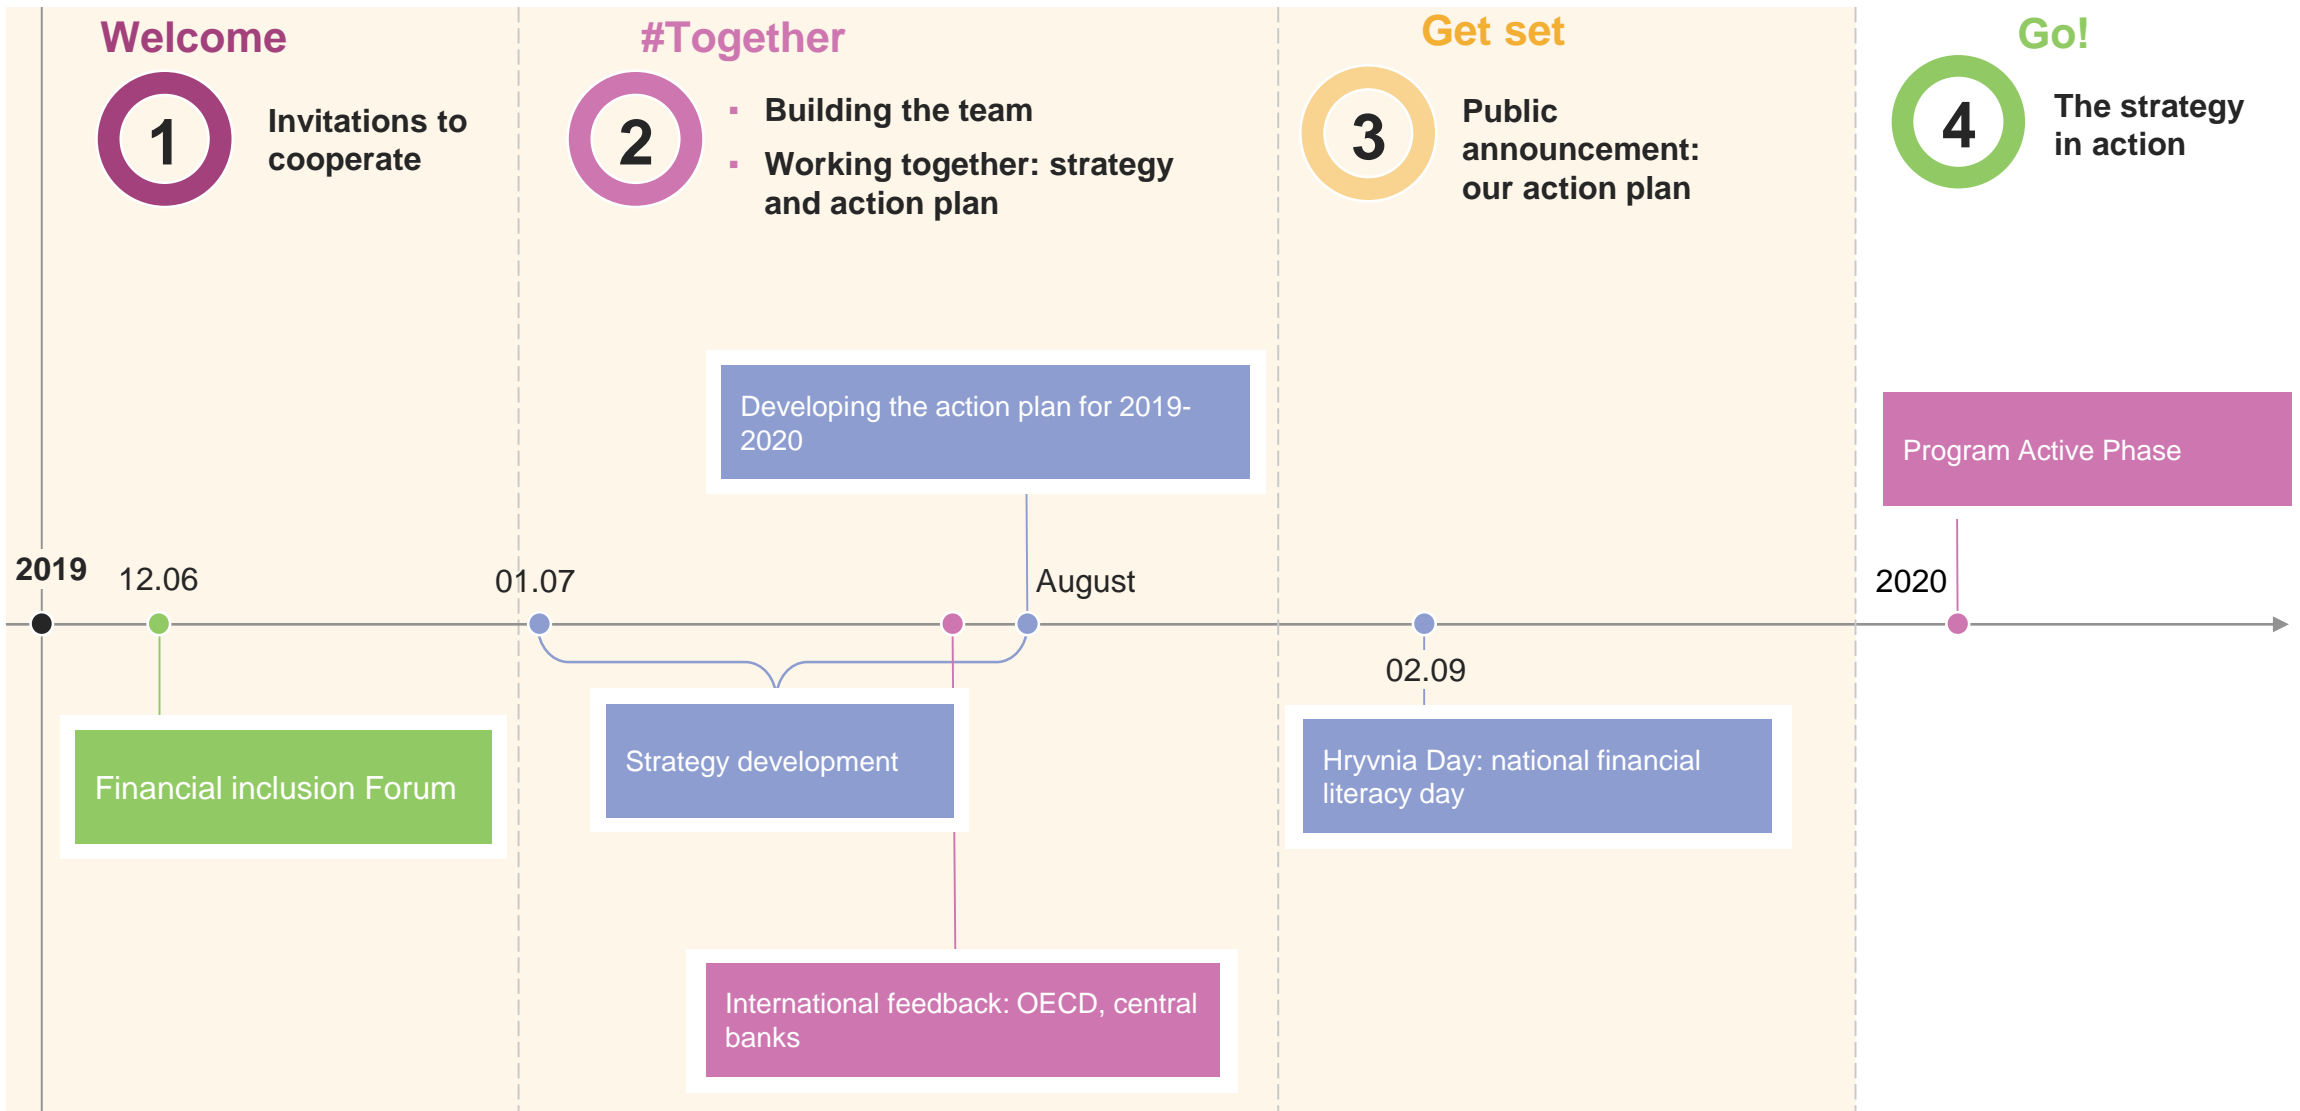 Welcome
1
Invitations to
cooperate
#Together
2
▪ Building the team
▪ Working together: strategy
and action plan
Get set
3
Public
announcement:
our action plan
Go!
4
The strategy
in action
Developing the action plan for 2019-
2020
Program Active Phase
2019
12.06
01.07
August
2020
02.09
Financial inclusion Forum
Strategy development
Hryvnia Day: national financial
literacy day
International feedback: OECD, central
banks